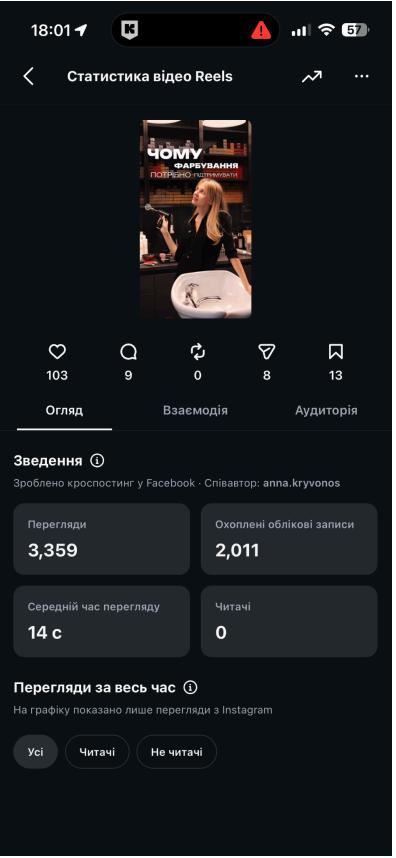 18:01
57
Статистика відео Reels
ЧОМУ
ФАРБУВАННЯ
ПОТРІБНО ПІДТРИМУВАТИ
103 9 0 8 13
Огляд Взаємодія Аудиторія
Зведення
Зроблено кроспостинг у Facebook · Співавтор: anna.kryvonos
Перегляди Охоплені облікові записи
3,359 2,011
Середній час перегляду Читачі
14 с 0
Перегляди за весь час
На графіку показано лише перегляди з Instagram
Усі Читачі Не читачі